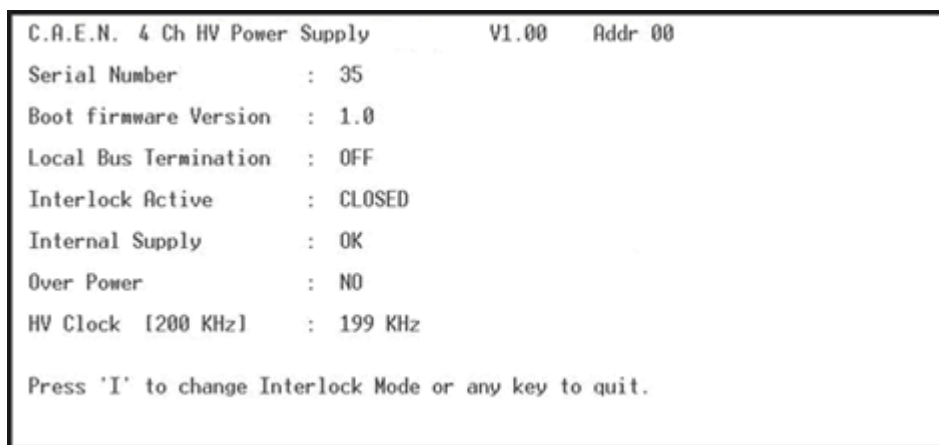 C.A.E.N. 4 Ch HV Power Supply V1.00 Addr 00
Serial Number : 35
Boot firmware Version : 1.0
Local Bus Termination : OFF
Interlock Active : CLOSED
Internal Supply : OK
Over Power : NO
HV Clock [200 KHz] : 199 KHz
Press 'I' to change Interlock Mode or any key to quit.